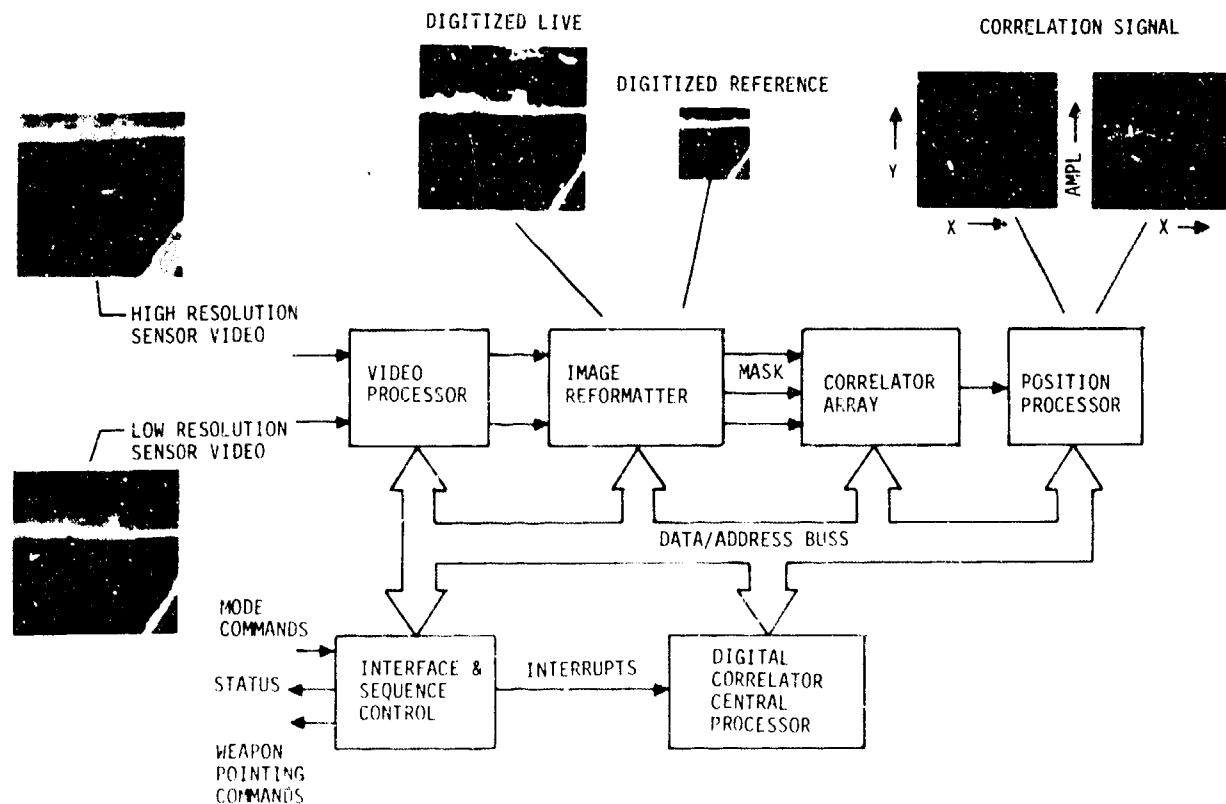 DIGITIZED LIVE
DIGITIZED REFERENCE
CORRELATION SIGNAL
Y
X
AMPL
X
HIGH RESOLUTION
SENSOR VIDEO
LOW RESOLUTION
SENSOR VIDEO
VIDEO
PROCESSOR
IMAGE
REFORMATTER
MASK
CORRELATOR
ARRAY
POSITION
PROCESSOR
DATA/ADDRESS BUSS
MODE
COMMANDS
STATUS
WEAPON
POINTING
COMMANDS
INTERFACE &
SEQUENCE
CONTROL
INTERRUPTS
DIGITAL
CORRELATOR
CENTRAL
PROCESSOR